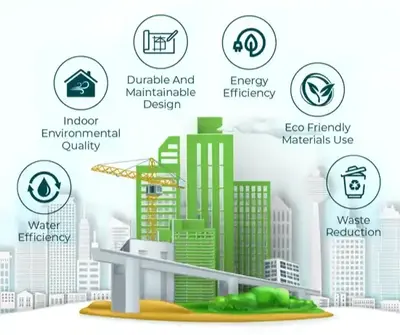 Durable And
Maintainable
Design
Energy
Efficiency
Indoor
Environmental
Quality
Eco Friendly
Materials Use
Water
Efficiency
Waste
Reduction